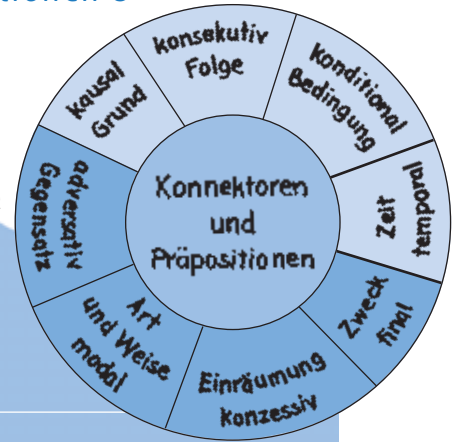 konsekutiv
Folge
konditional
Bedingung
Zeit
temporal
Zweck
final
Einräumung
konzessiv
Art
und Weise
modal
adversativ
Gegensatz
kausal
Grund
Konnektoren
und
Präpositionen